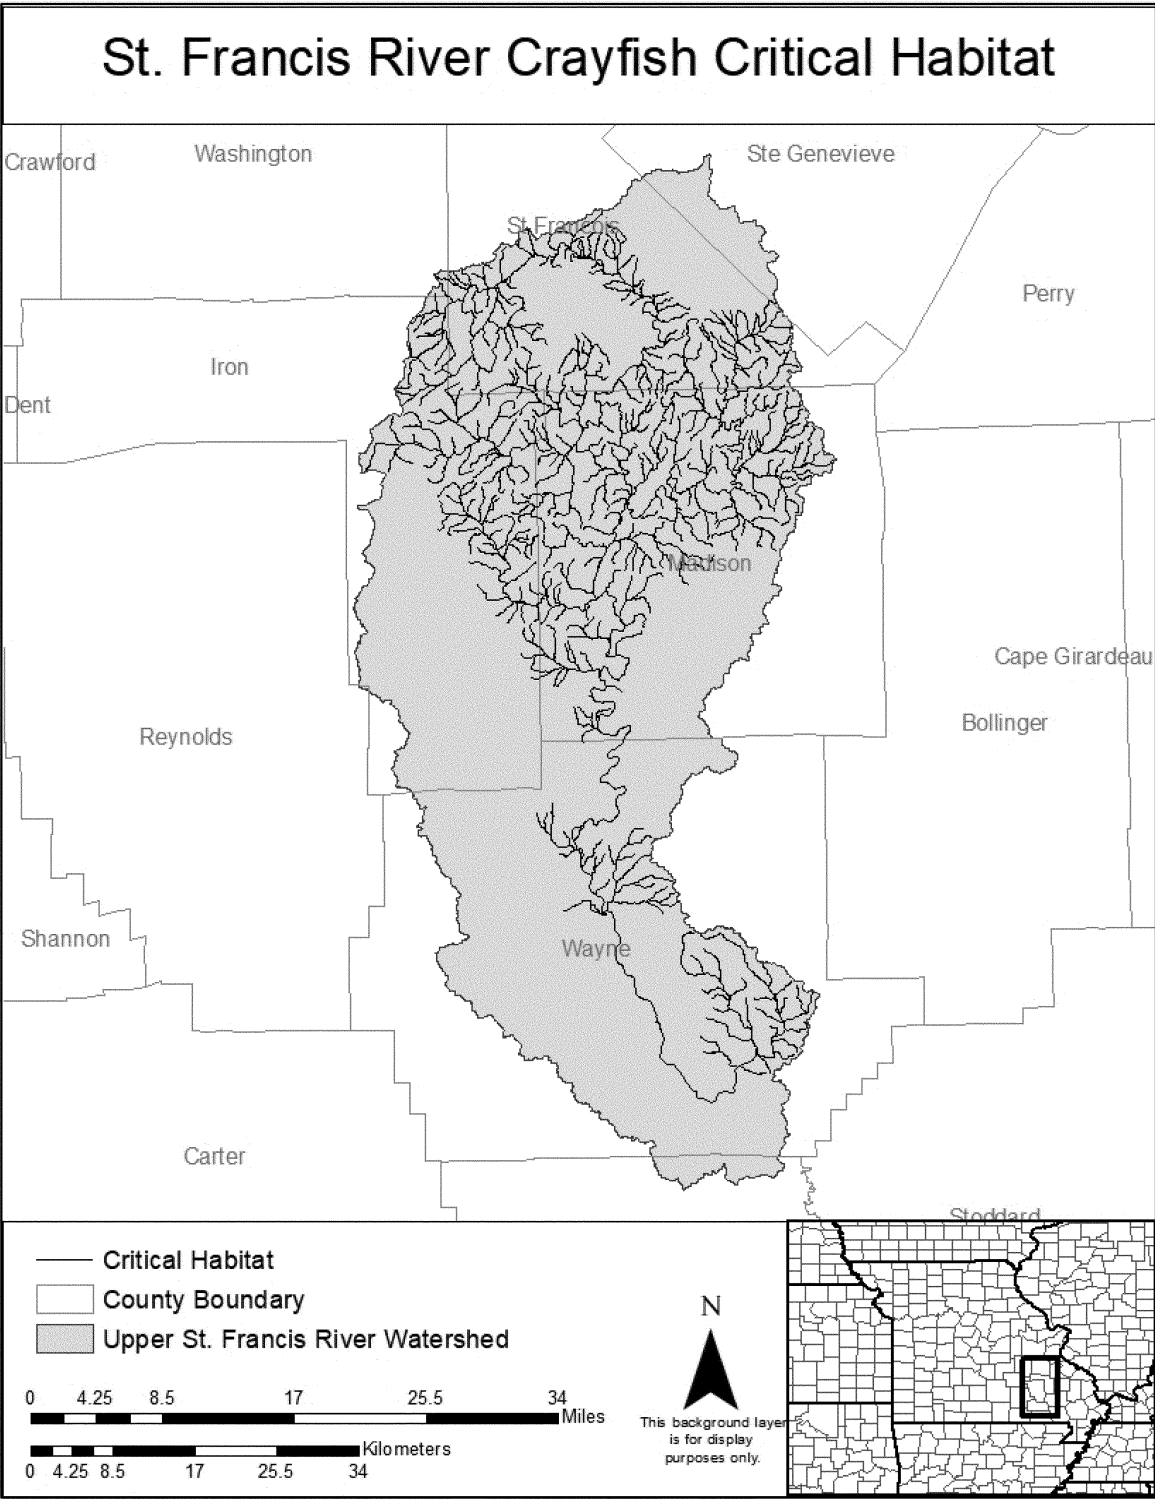 St. Francis River Crayfish Critical Habitat
Crawford
Washington
Ste Genevieve
St Francois
Perry
Iron
Dent
Madison
Cape Girardeau
Bollinger
Reynolds
Shannon
Wayne
Carter
Stoddard
Critical Habitat
County Boundary
Upper St. Francis River Watershed
0 4.25 8.5 17 25.5 34
Miles
Kilometers
0 4.25 8.5 17 25.5 34
N
This background layer
is for display
purposes only.